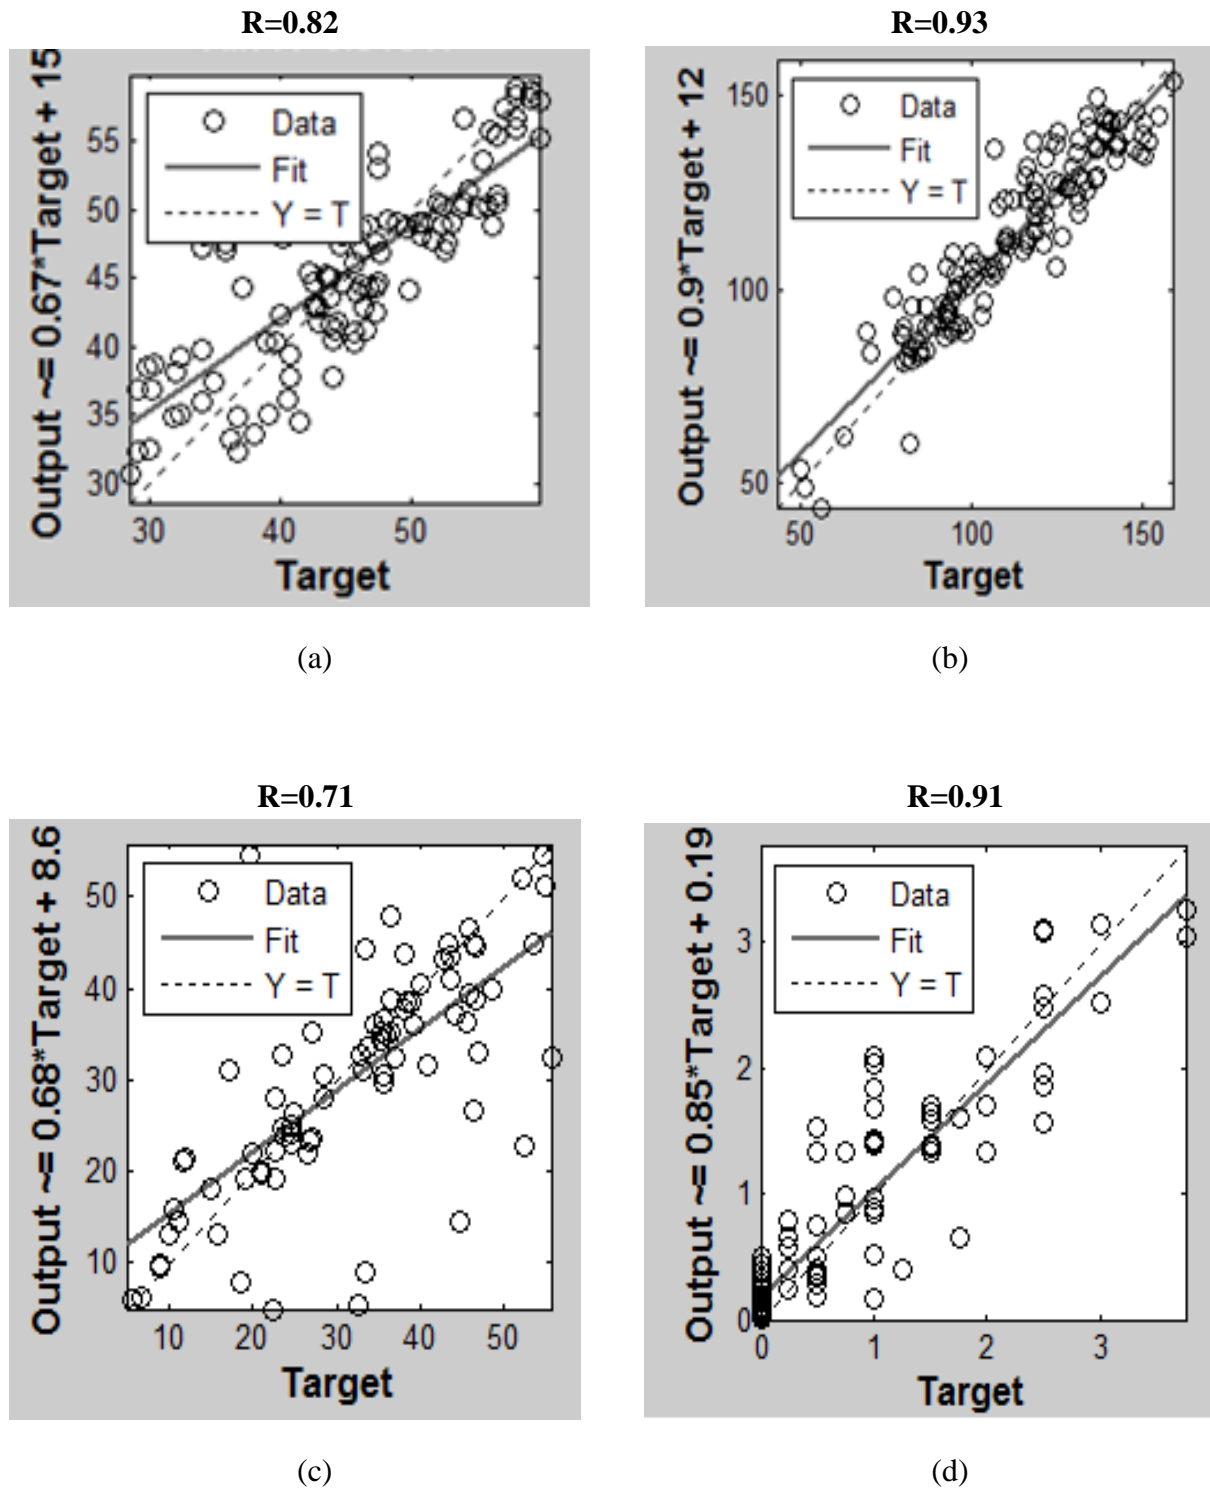 R=0.82
R=0.93
Output ~= 0.67*Target + 15
55
50
45
40
35
30
Data
Fit
Y = T
30
40
50
Target
Output ~= 0.9*Target + 12
150
100
50
Data
Fit
Y = T
50
100
150
Target
(a)
(b)
R=0.71
R=0.91
Output ~= 0.68*Target + 8.6
50
40
30
20
10
Data
Fit
Y = T
10
20
30
40
50
Target
Output ~= 0.85*Target + 0.19
3
2
1
0
Data
Fit
Y = T
0
1
2
3
Target
(c)
(d)